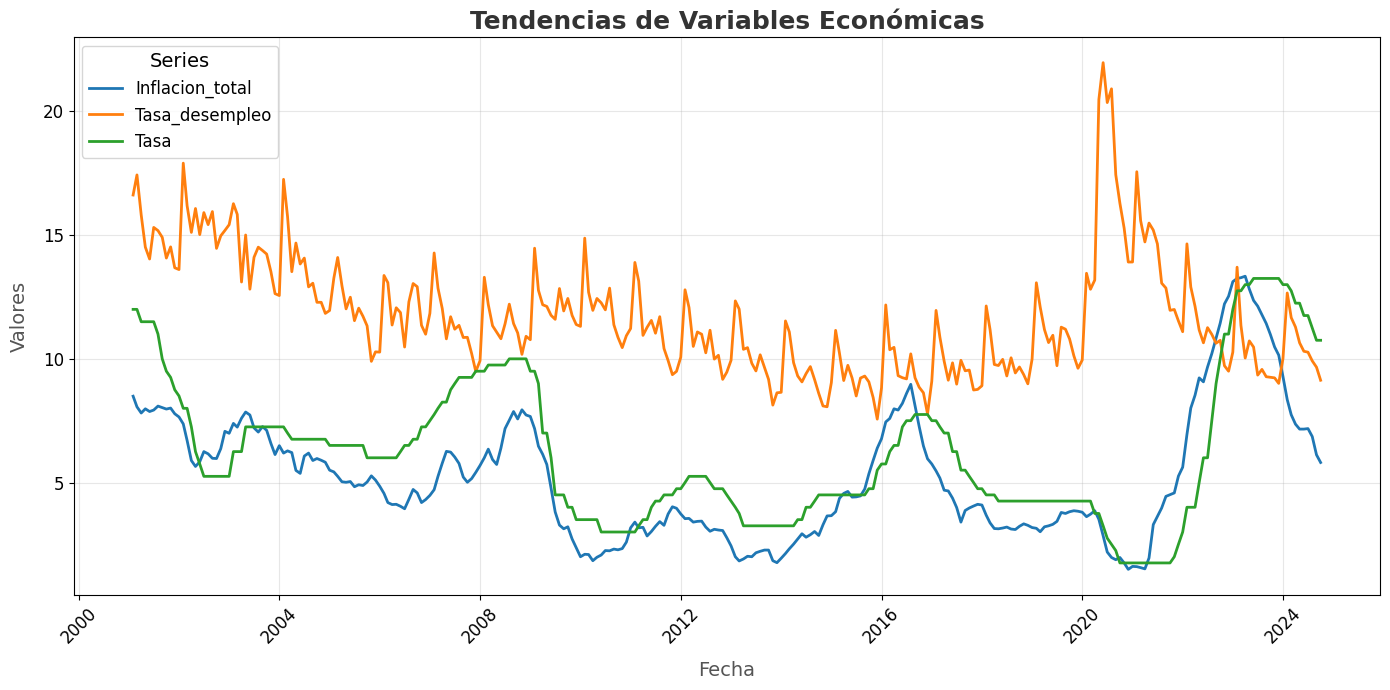 Tendencias de Variables Económicas
Series
Inflacion_total
Tasa_desempleo
Tasa
Valores
20
15
10
5
2000
2004
2008
2012
2016
2020
2024
Fecha